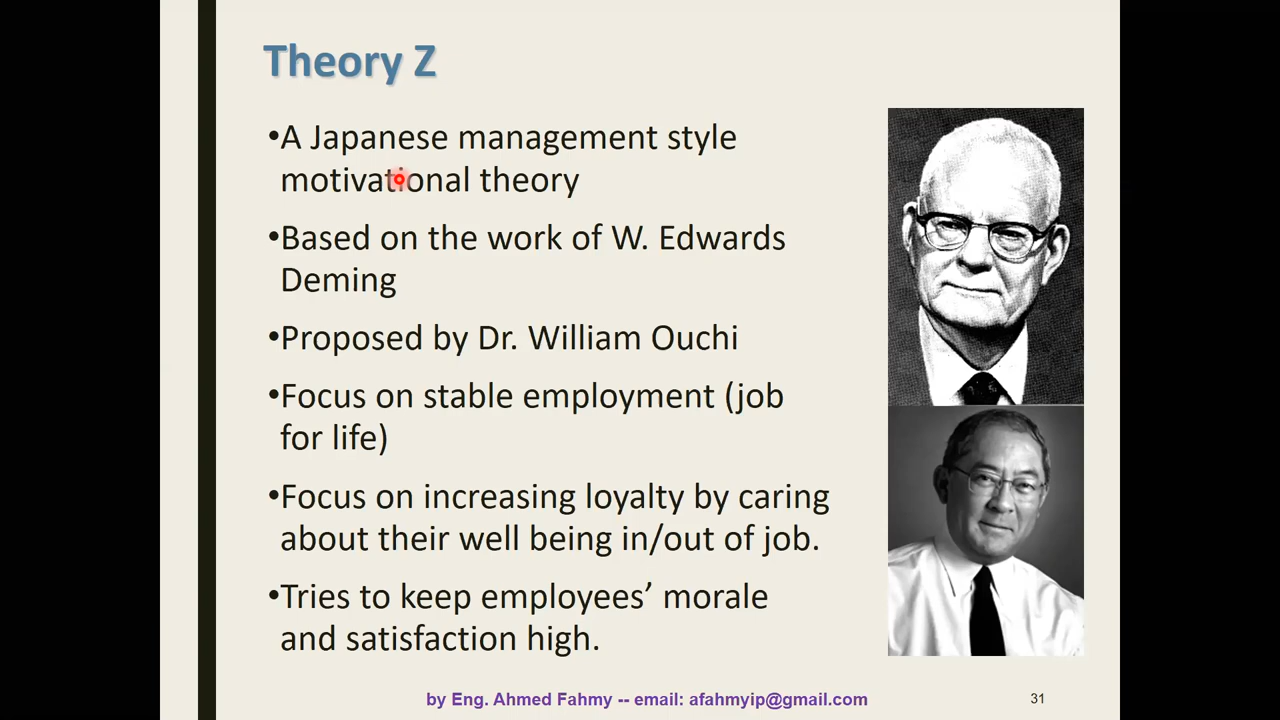 Theory Z
•A Japanese management style
motivational theory
•Based on the work of W. Edwards
Deming
•Proposed by Dr. William Ouchi
•Focus on stable employment (job
for life)
•Focus on increasing loyalty by caring
about their well being in/out of job.
•Tries to keep employees’ morale
and satisfaction high.
by Eng. Ahmed Fahmy -- email: afahmyip@gmail.com
31